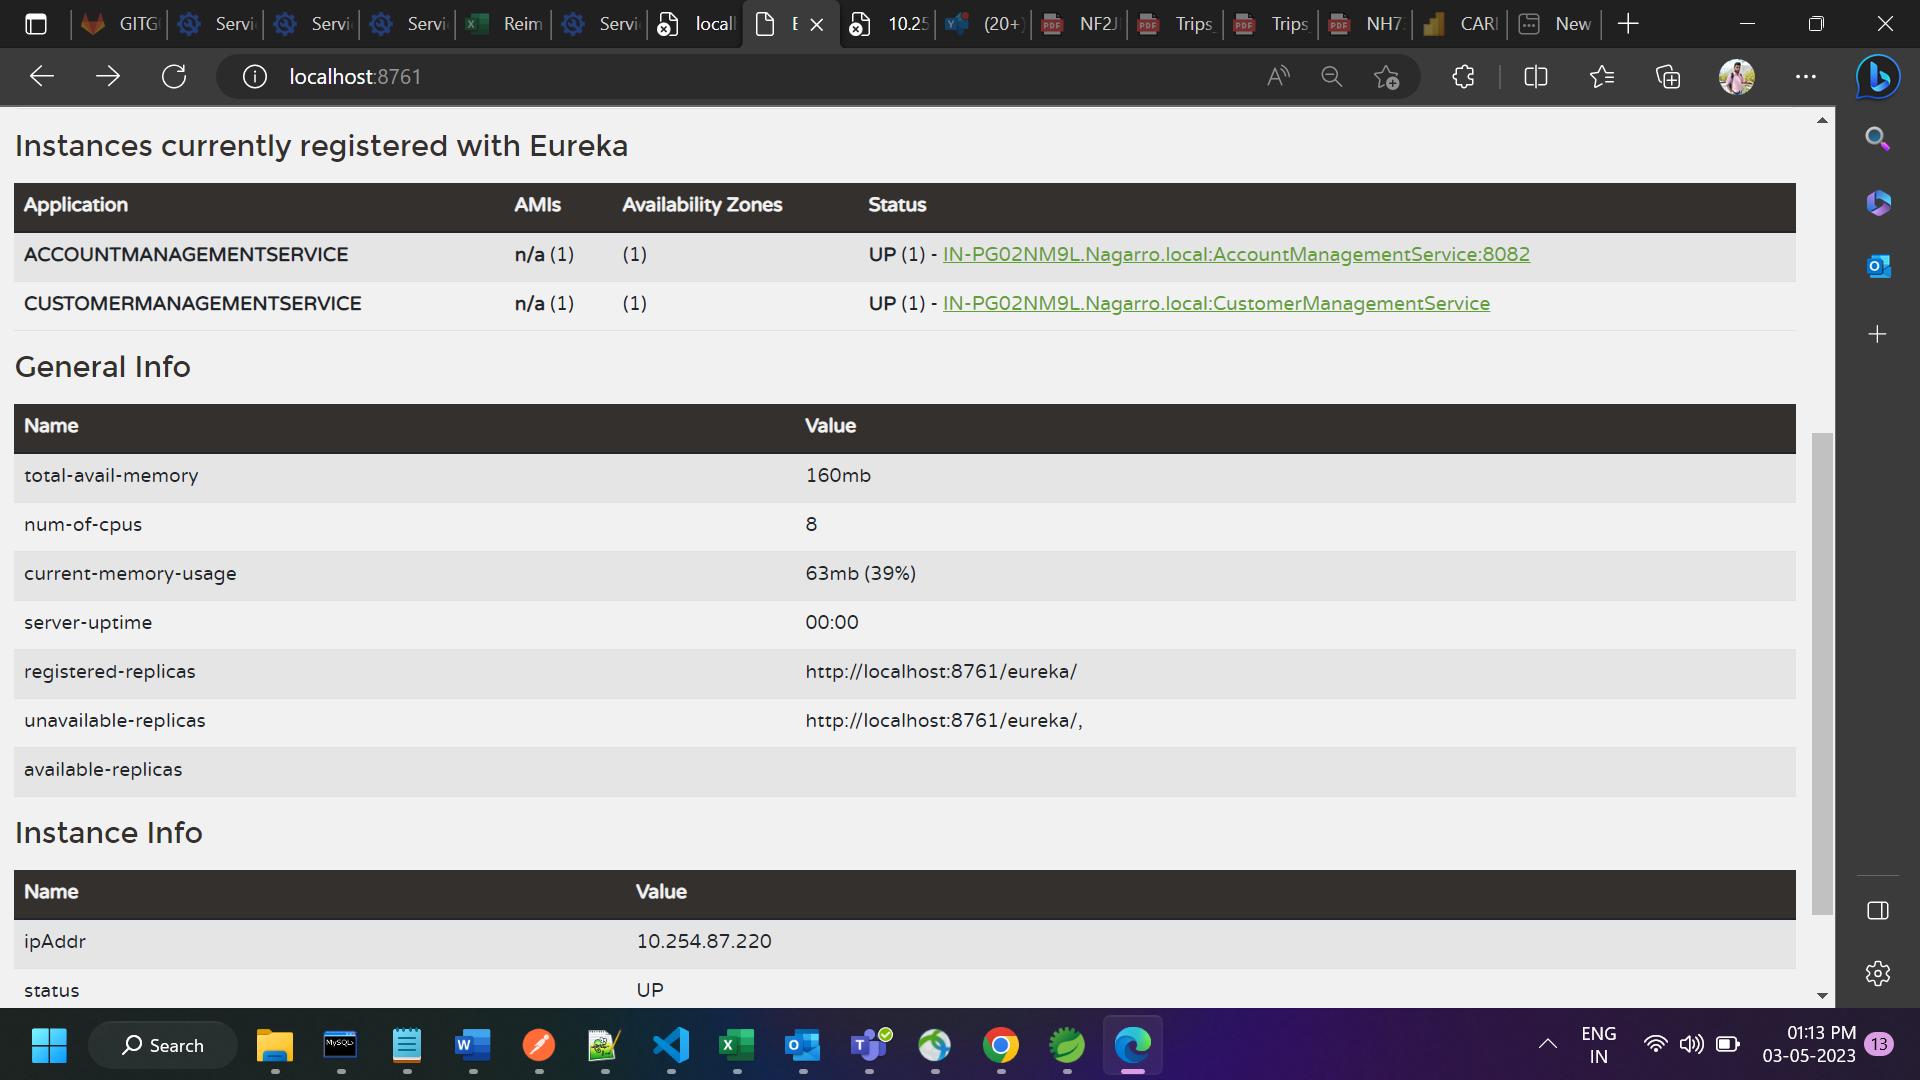 GITG
Servi
Servi
Servi
Reim
Servi
locall
E
10.25
(20+)
NF2J
Trips_
Trips_
NH7
CARI
New
localhost:8761
Instances currently registered with Eureka
Application AMIs Availability Zones Status
ACCOUNTMANAGEMENTSERVICE n/a (1) (1) UP (1) - IN-PG02NM9L.Nagarro.local:AccountManagementService:8082
CUSTOMERMANAGEMENTSERVICE n/a (1) (1) UP (1) - IN-PG02NM9L.Nagarro.local:CustomerManagementService
General Info
Name Value
total-avail-memory 160mb
num-of-cpus 8
current-memory-usage 63mb (39%)
server-uptime 00:00
registered-replicas http://localhost:8761/eureka/
unavailable-replicas http://localhost:8761/eureka/,
available-replicas
Instance Info
Name Value
ipAddr 10.254.87.220
status UP
Search
ENG
IN
01:13 PM
03-05-2023
13